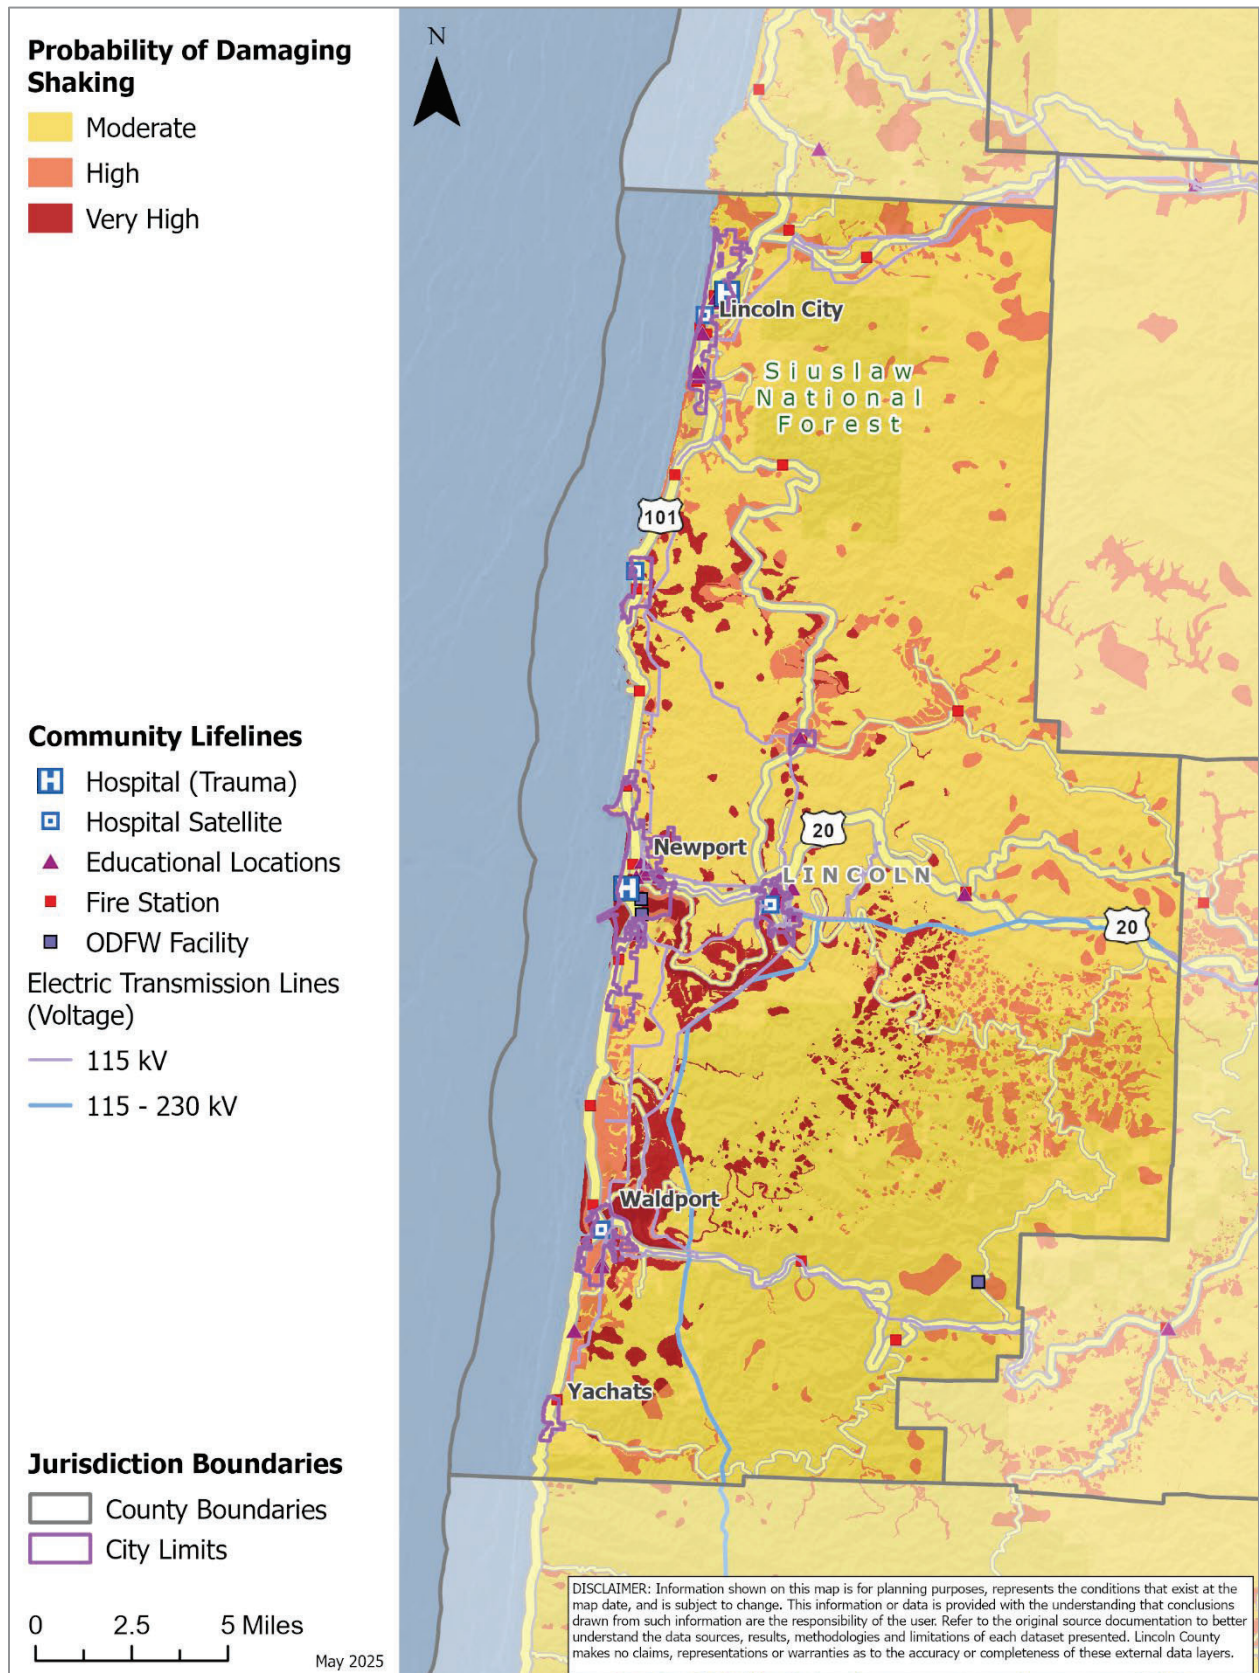 Probability of Damaging
Shaking
Moderate
High
Very High
Community Lifelines
H Hospital (Trauma)
Hospital Satellite
Educational Locations
Fire Station
ODFW Facility
Electric Transmission Lines
(Voltage)
115 kV
115 - 230 kV
Jurisdiction Boundaries
County Boundaries
City Limits
0 2.5 5 Miles
May 2025
N
H
Lincoln City
Siuslaw
National
Forest
101
20
Newport
LINCOLN
H
20
Waldport
Yachats
DISCLAIMER: Information shown on this map is for planning purposes, represents the conditions that exist at the
map date, and is subject to change. This information or data is provided with the understanding that conclusions
drawn from such information are the responsibility of the user. Refer to the original source documentation to better
understand the data sources, results, methodologies and limitations of each dataset presented. Lincoln County
makes no claims, representations or warranties as to the accuracy or completeness of these external data layers.